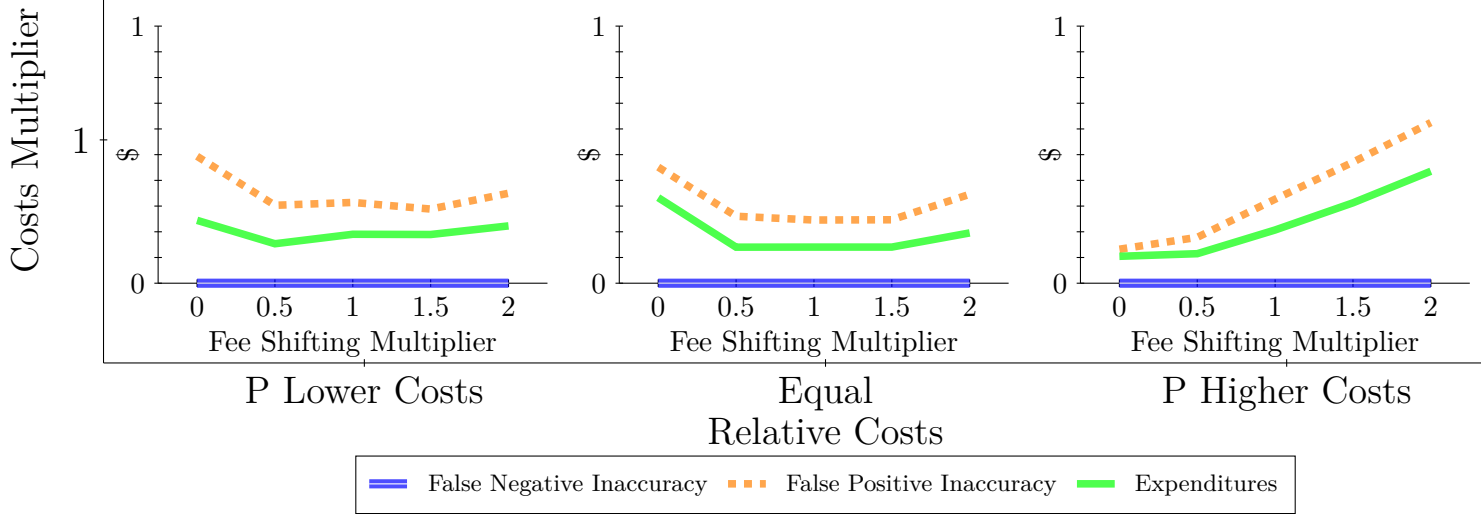 Costs Multiplier
1
1
$
0
0 0.5 1 1.5 2
Fee Shifting Multiplier
1
$
0
0 0.5 1 1.5 2
Fee Shifting Multiplier
1
$
0
0 0.5 1 1.5 2
Fee Shifting Multiplier
P Lower Costs Equal P Higher Costs
Relative Costs
False Negative Inaccuracy False Positive Inaccuracy Expenditures